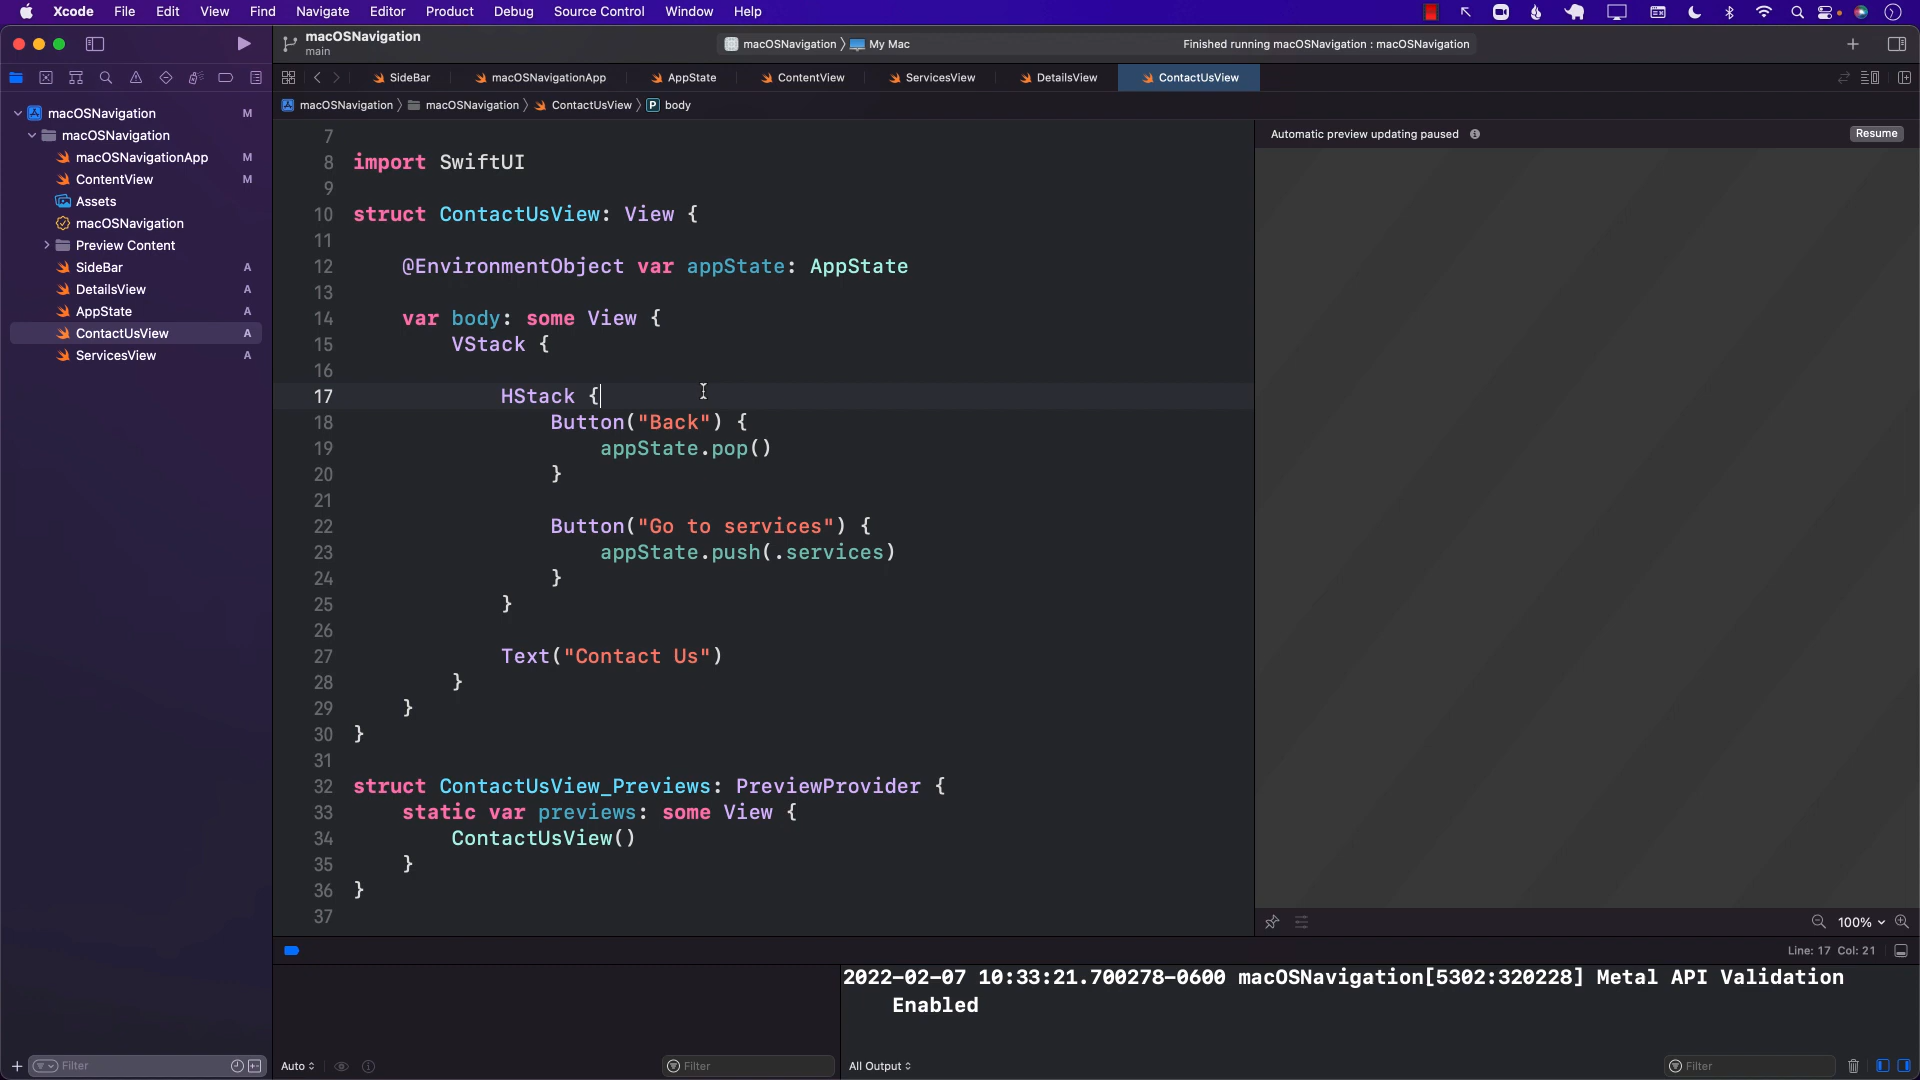 Xcode File Edit View Find Navigate Editor Product Debug Source Control Window Help
macOSNavigation
main
macOSNavigation My Mac
Finished running macOSNavigation : macOSNavigation
SideBar macOSNavigationApp AppState ContentView ServicesView DetailsView ContactUsView
macOSNavigation macOSNavigation ContactUsView P body
macOSNavigation M
macOSNavigation
macOSNavigationApp M
ContentView M
Assets
macOSNavigation
Preview Content
SideBar A
DetailsView A
AppState A
ContactUsView A
ServicesView A
7
8 import SwiftUI
9
10 struct ContactUsView: View {
11
12 @EnvironmentObject var appState: AppState
13
14 var body: some View {
15 VStack {
16
17 HStack {
18 Button("Back") {
19 appState.pop()
20 }
21
22 Button("Go to services") {
23 appState.push(.services)
24 }
25 }
26
27 Text("Contact Us")
28 }
29 }
30 }
31
32 struct ContactUsView_Previews: PreviewProvider {
33 static var previews: some View {
34 ContactUsView()
35 }
36 }
37
Automatic preview updating paused Resume
100%
Line: 17 Col: 21
2022-02-07 10:33:21.700278-0600 macOSNavigation[5302:320228] Metal API Validation
Enabled
Filter
Auto
Filter
All Output
Filter